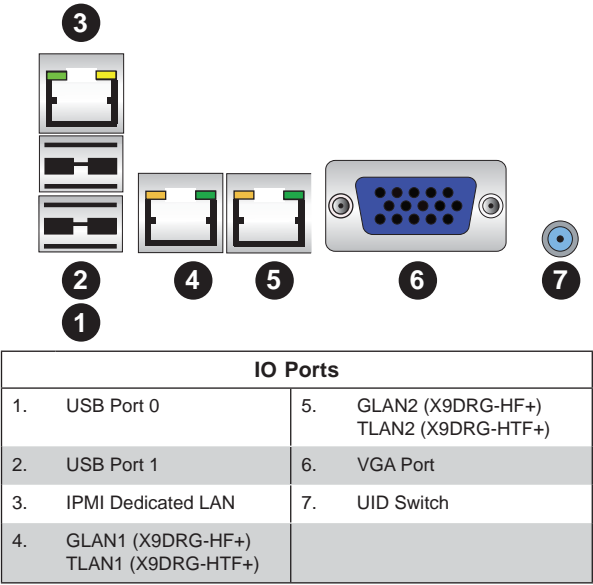 3
2
4
5
6
7
1
IO Ports
1. USB Port 0
5. GLAN2 (X9DRG-HF+)
TLAN2 (X9DRG-HTF+)
2. USB Port 1
6. VGA Port
3. IPMI Dedicated LAN
7. UID Switch
4. GLAN1 (X9DRG-HF+)
TLAN1 (X9DRG-HTF+)